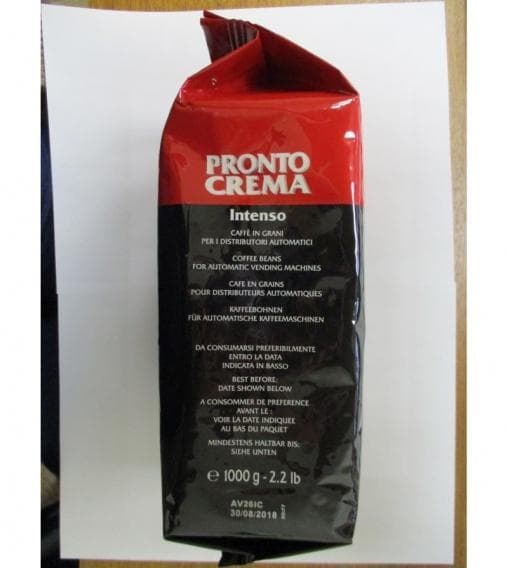 PRONTO
CREMA
Intenso
CAFFÈ IN GRANI
PER I DISTRIBUTORI AUTOMATICI
COFFEE BEANS
FOR AUTOMATIC VENDING MACHINES
CAFE EN GRAINS
POUR DISTRIBUTEURS AUTOMATIQUES
KAFFEEBOHNEN
FÜR AUTOMATISCHE KAFFEEMASCHINEN
DA CONSUMARSI PREFERIBILMENTE
ENTRO LA DATA
INDICATA IN BASSO
BEST BEFORE:
DATE SHOWN BELOW
A CONSOMMER DE PREFERENCE
AVANT LE :
VOIR LA DATE INDIQUEE
AU BAS DU PAQUET
MINDESTENS HALTBAR BIS:
SIEHE UNTEN
℮ 1000 g - 2.2 lb
AV26IC
30/08/2018